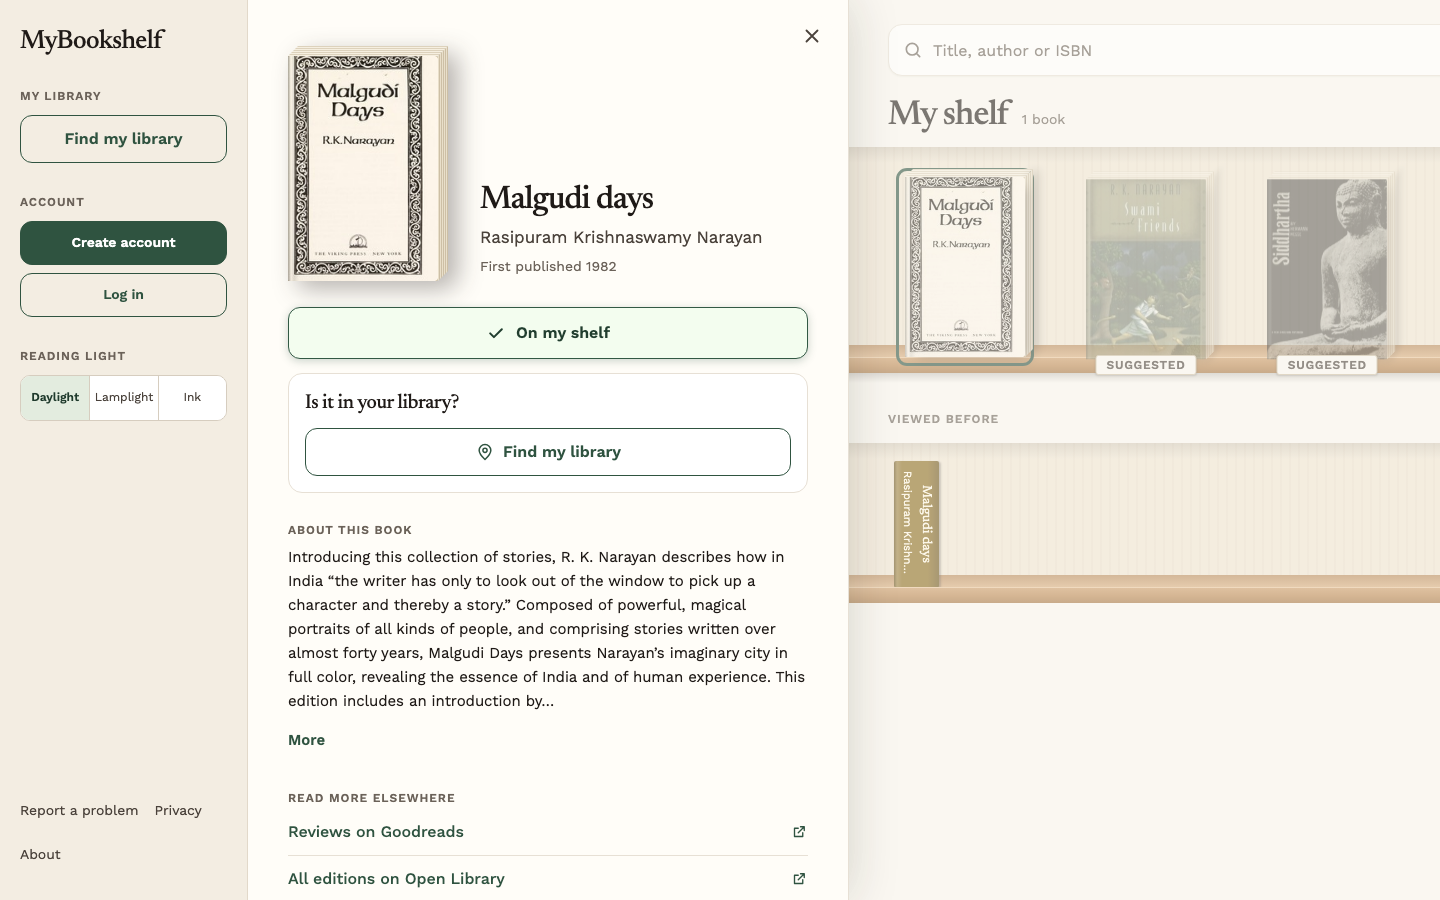 MyBookshelf
MY LIBRARY
Find my library
ACCOUNT
Create account
Log in
READING LIGHT
Daylight
Lamplight
Ink
Report a problem
Privacy
About
Malgudi
Days
R.K.Narayan
THE VIKING PRESS NEW YORK
Malgudi days
Rasipuram Krishnaswamy Narayan
First published 1982
On my shelf
Is it in your library?
Find my library
ABOUT THIS BOOK
Introducing this collection of stories, R. K. Narayan describes how in
India “the writer has only to look out of the window to pick up a
character and thereby a story.” Composed of powerful, magical
portraits of all kinds of people, and comprising stories written over
almost forty years, Malgudi Days presents Narayan’s imaginary city in
full color, revealing the essence of India and of human experience. This
edition includes an introduction by…
More
READ MORE ELSEWHERE
Reviews on Goodreads
All editions on Open Library
Title, author or ISBN
My shelf
1 book
Malgudi
Days
R.K.Narayan
THE VIKING PRESS NEW YORK
R. K. NARAYAN
Swami
Friends
SUGGESTED
Siddhartha
SUGGESTED
VIEWED BEFORE
Malgudi days
Rasipuram Krishn…